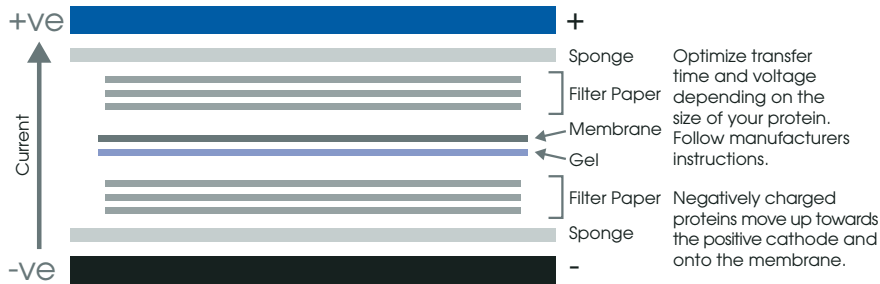 +ve
+
Sponge
Filter Paper
Membrane
Gel
Filter Paper
Sponge
-ve
-
Current
Optimize transfer
time and voltage
depending on the
size of your protein.
Follow manufacturers
instructions.
Negatively charged
proteins move up towards
the positive cathode and
onto the membrane.